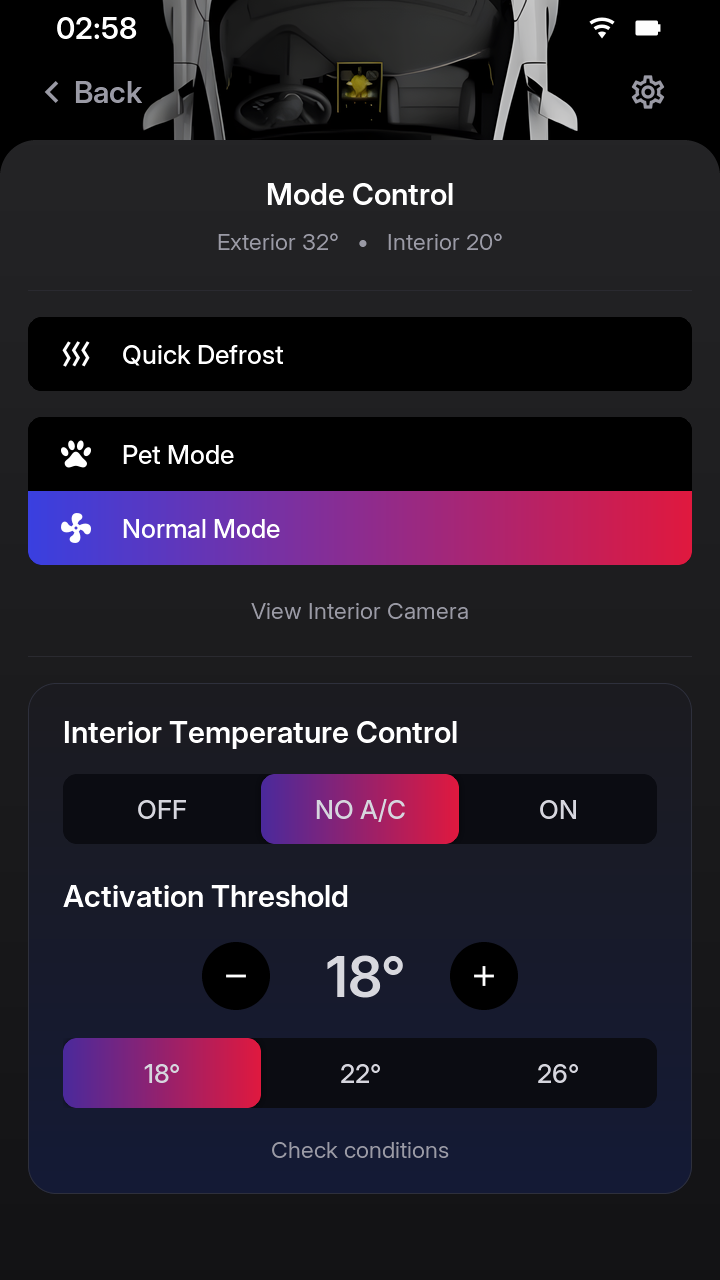 02:58
Back
Mode Control
Exterior 32° • Interior 20°
Quick Defrost
Pet Mode
Normal Mode
View Interior Camera
Interior Temperature Control
OFF NO A/C ON
Activation Threshold
− 18° +
18° 22° 26°
Check conditions